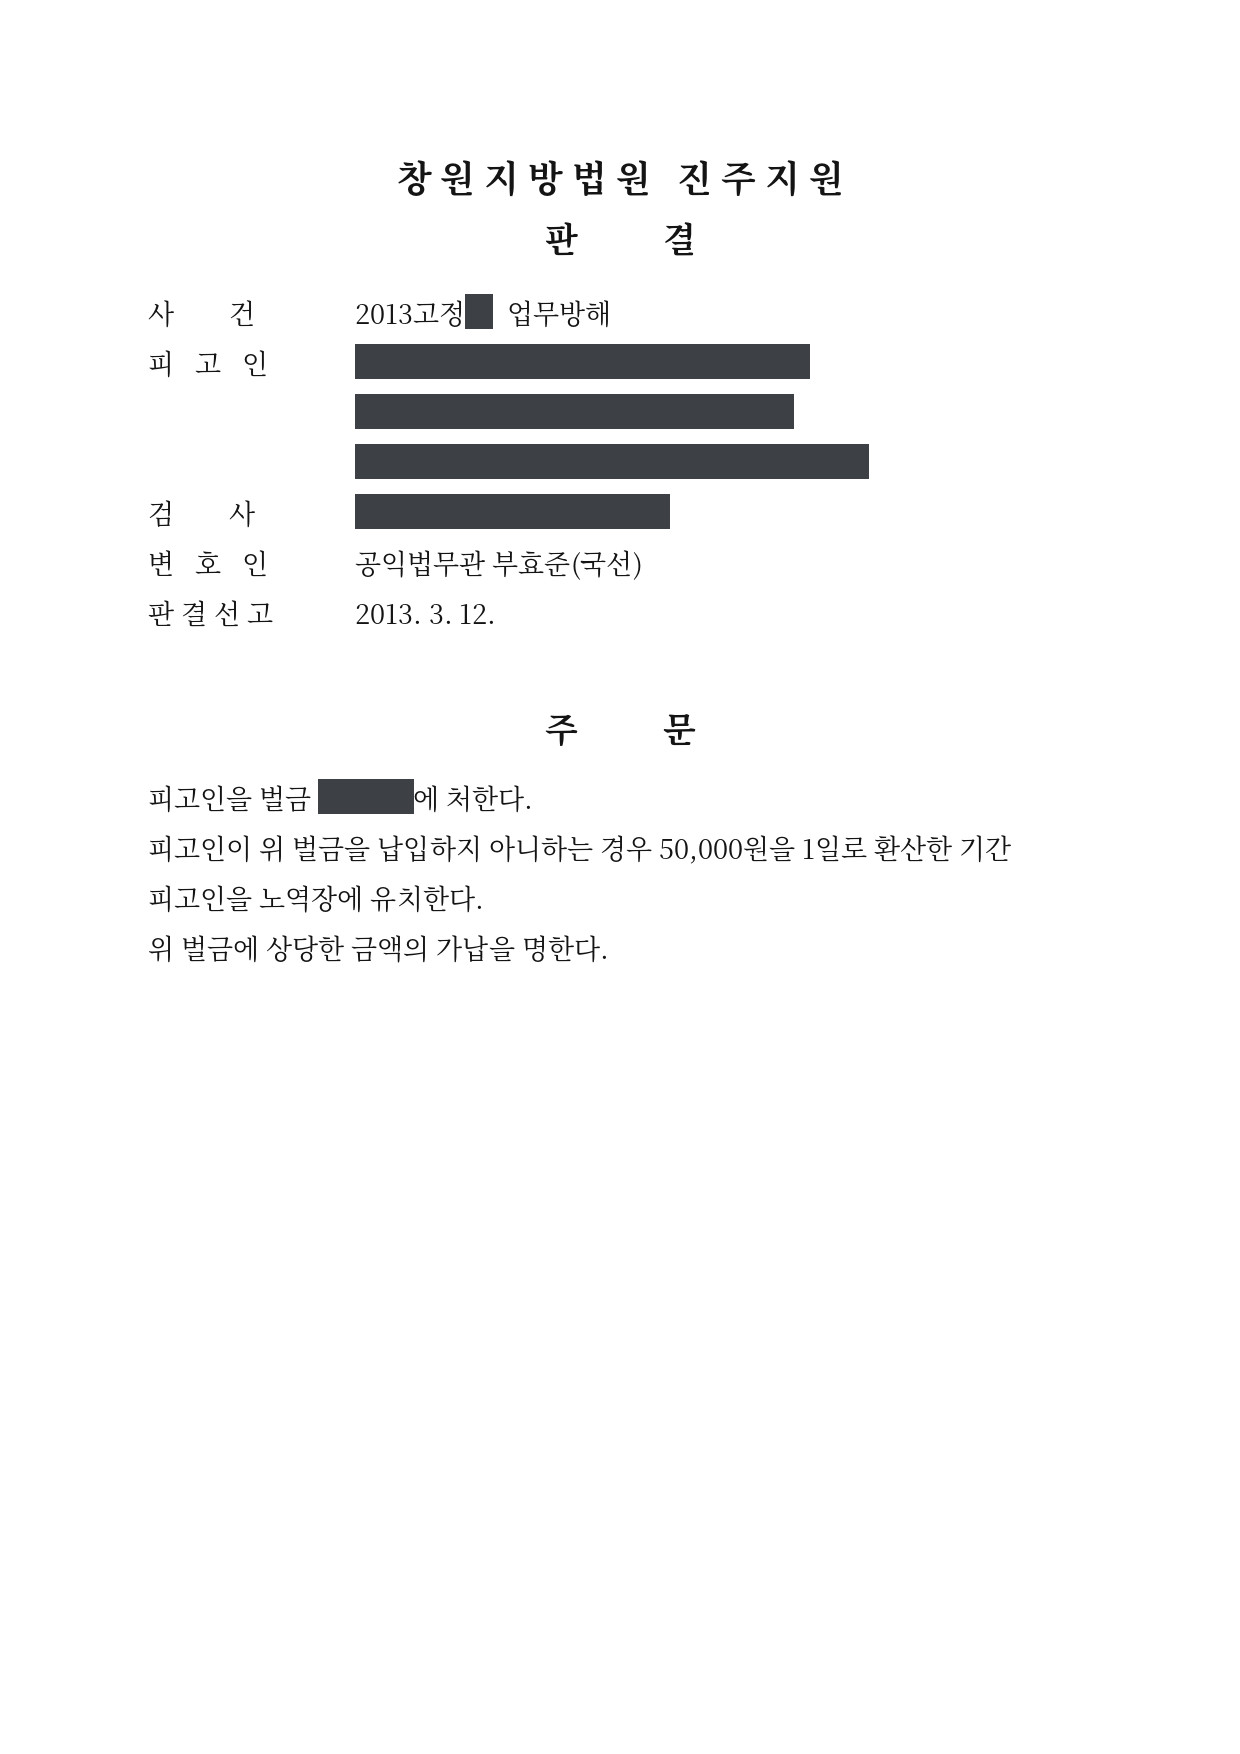 창원지방법원 진주지원
판 결
사 건 2013고정 업무방해
피 고 인
검 사
변 호 인 공익법무관 부효준(국선)
판결선고 2013. 3. 12.
주 문
피고인을 벌금 에 처한다.
피고인이 위 벌금을 납입하지 아니하는 경우 50,000원을 1일로 환산한 기간
피고인을 노역장에 유치한다.
위 벌금에 상당한 금액의 가납을 명한다.